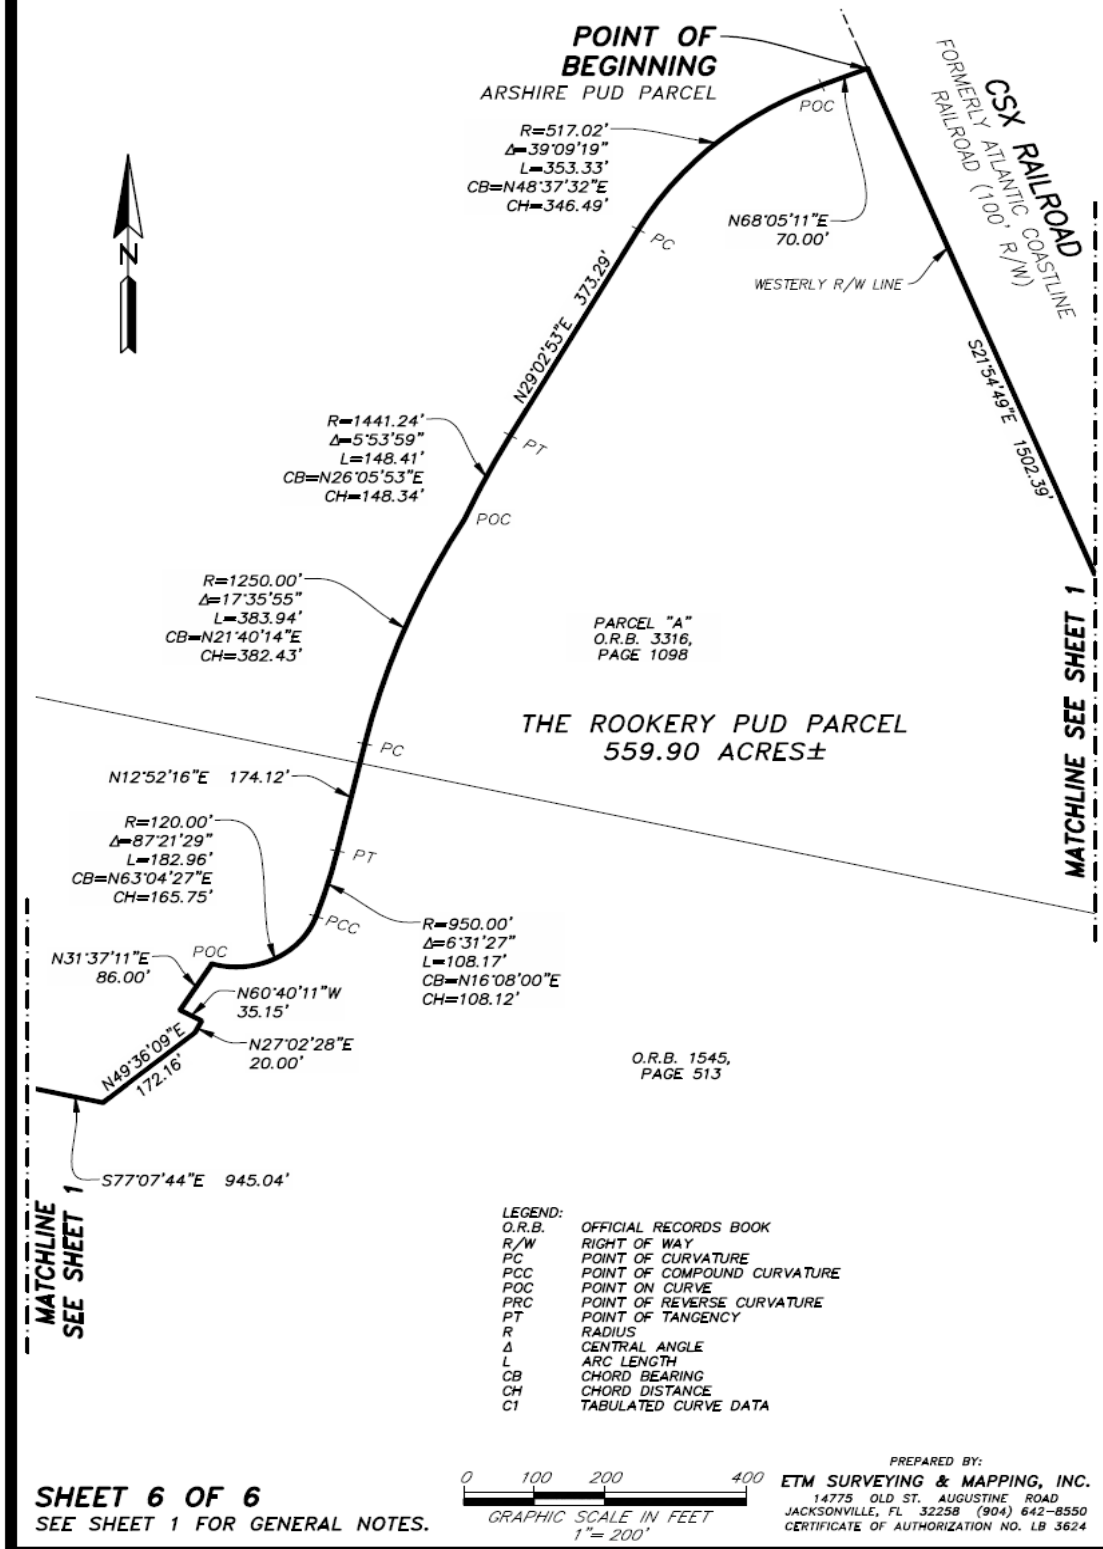 POINT OF
BEGINNING
ARSHIRE PUD PARCEL
POC
CSX RAILROAD
FORMERLY ATLANTIC COASTLINE
RAILROAD (100' R/W)
R=517.02'
Δ=39°09'19"
L=353.33'
CB=N48°37'32"E
CH=346.49'
N68°05'11"E
70.00'
PC
WESTERLY R/W LINE
N
N29°02'53"E 373.29'
S21°54'49"E 1502.39'
R=1441.24'
Δ=5°53'59"
L=148.41'
CB=N26°05'53"E
CH=148.34'
PT
POC
R=1250.00'
Δ=17°35'55"
L=383.94'
CB=N21°40'14"E
CH=382.43'
PARCEL "A"
O.R.B. 3316,
PAGE 1098
THE ROOKERY PUD PARCEL
559.90 ACRES±
MATCHLINE SEE SHEET 1
PC
N12°52'16"E 174.12'
R=120.00'
Δ=87°21'29"
L=182.96'
CB=N63°04'27"E
CH=165.75'
PT
PCC
R=950.00'
Δ=6°31'27"
L=108.17'
CB=N16°08'00"E
CH=108.12'
POC
N31°37'11"E
86.00'
N60°40'11"W
35.15'
N27°02'28"E
20.00'
N49°36'09"E
172.16'
O.R.B. 1545,
PAGE 513
S77°07'44"E 945.04'
MATCHLINE
SEE SHEET 1
LEGEND:
O.R.B. OFFICIAL RECORDS BOOK
R/W RIGHT OF WAY
PC POINT OF CURVATURE
PCC POINT OF COMPOUND CURVATURE
POC POINT ON CURVE
PRC POINT OF REVERSE CURVATURE
PT POINT OF TANGENCY
R RADIUS
Δ CENTRAL ANGLE
L ARC LENGTH
CB CHORD BEARING
CH CHORD DISTANCE
C1 TABULATED CURVE DATA
SHEET 6 OF 6
SEE SHEET 1 FOR GENERAL NOTES.
0 100 200 400
GRAPHIC SCALE IN FEET
1"= 200'
PREPARED BY:
ETM SURVEYING & MAPPING, INC.
14775 OLD ST. AUGUSTINE ROAD
JACKSONVILLE, FL 32258 (904) 642-8550
CERTIFICATE OF AUTHORIZATION NO. LB 3624